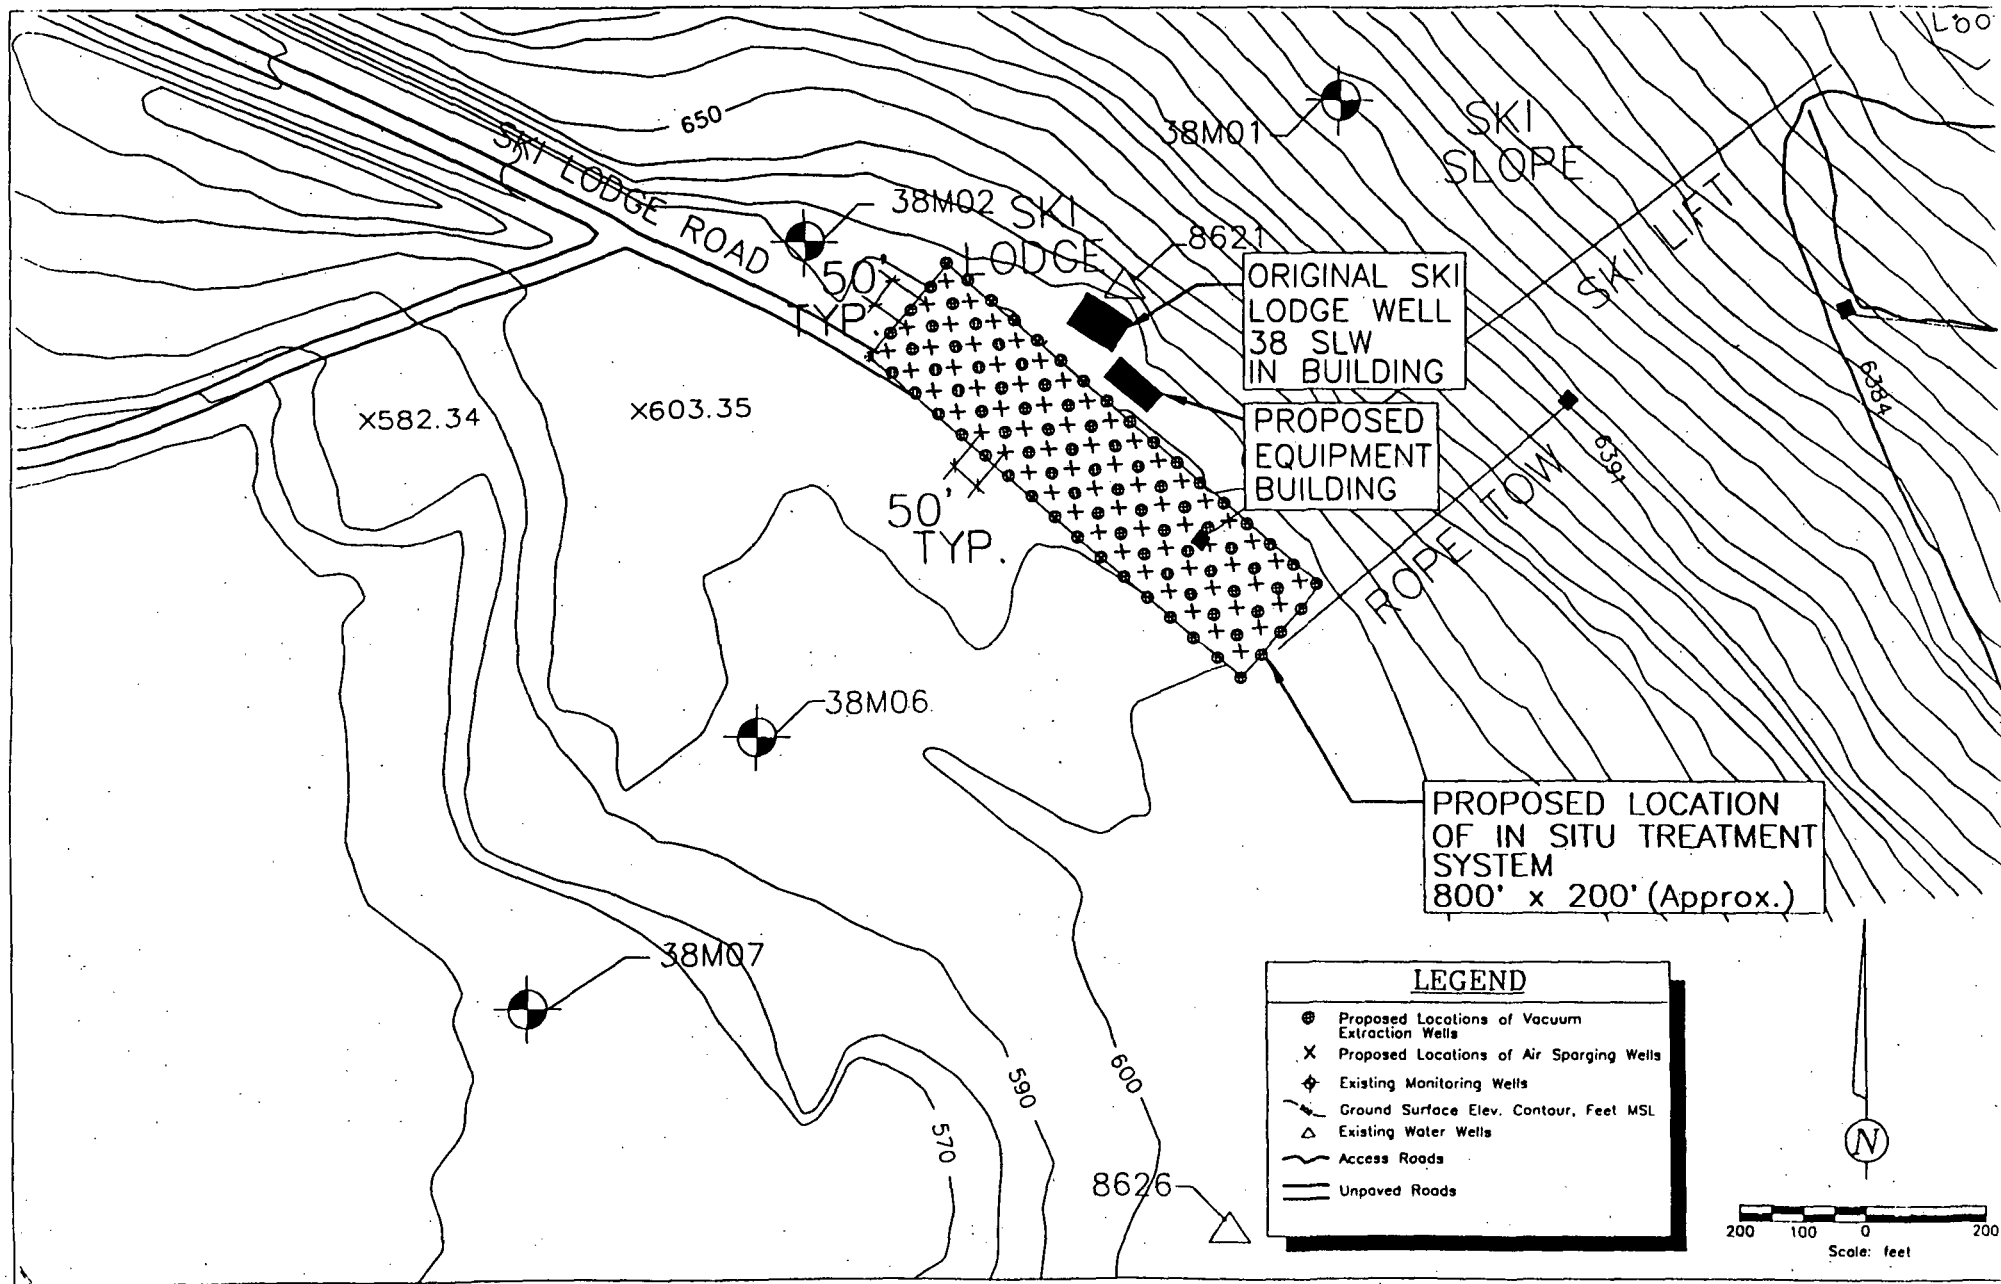 LOO
650
38M01
SKI
SLOPE
SKI LODGE ROAD
38M02
SKI
LODGE
8621
SKI LIFT
50'
TYP.
ORIGINAL SKI
LODGE WELL
38 SLW
IN BUILDING
6384
X582.34
X603.35
PROPOSED
EQUIPMENT
BUILDING
6391
ROPE TOW
50'
TYP.
38M06
PROPOSED LOCATION
OF IN SITU TREATMENT
SYSTEM
800' x 200' (Approx.)
38M07
600
590
570
8626
LEGEND
Proposed Locations of Vacuum
Extraction Wells
Proposed Locations of Air Sparging Wells
Existing Monitoring Wells
Ground Surface Elev. Contour, Feet MSL
Existing Water Wells
Access Roads
Unpaved Roads
N
200 100 0 200
Scale: feet